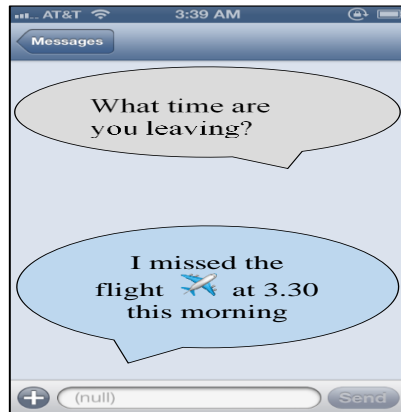 AT&T 3:39 AM
Messages
What time are
you leaving?
I missed the
flight ✈️ at 3.30
this morning
(null)
Send